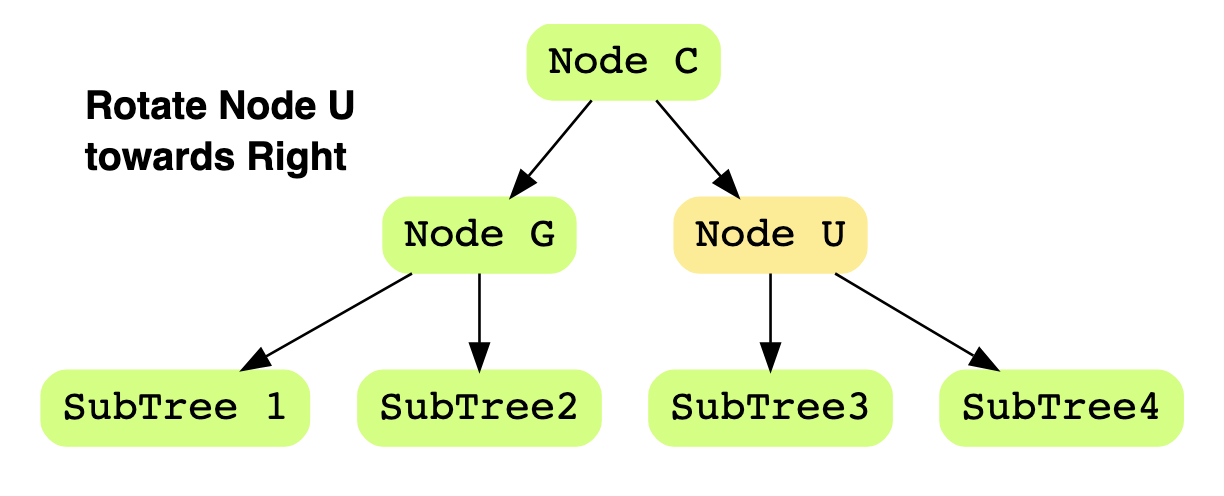 Node C
Rotate Node U
towards Right
Node G
Node U
SubTree 1
SubTree2
SubTree3
SubTree4